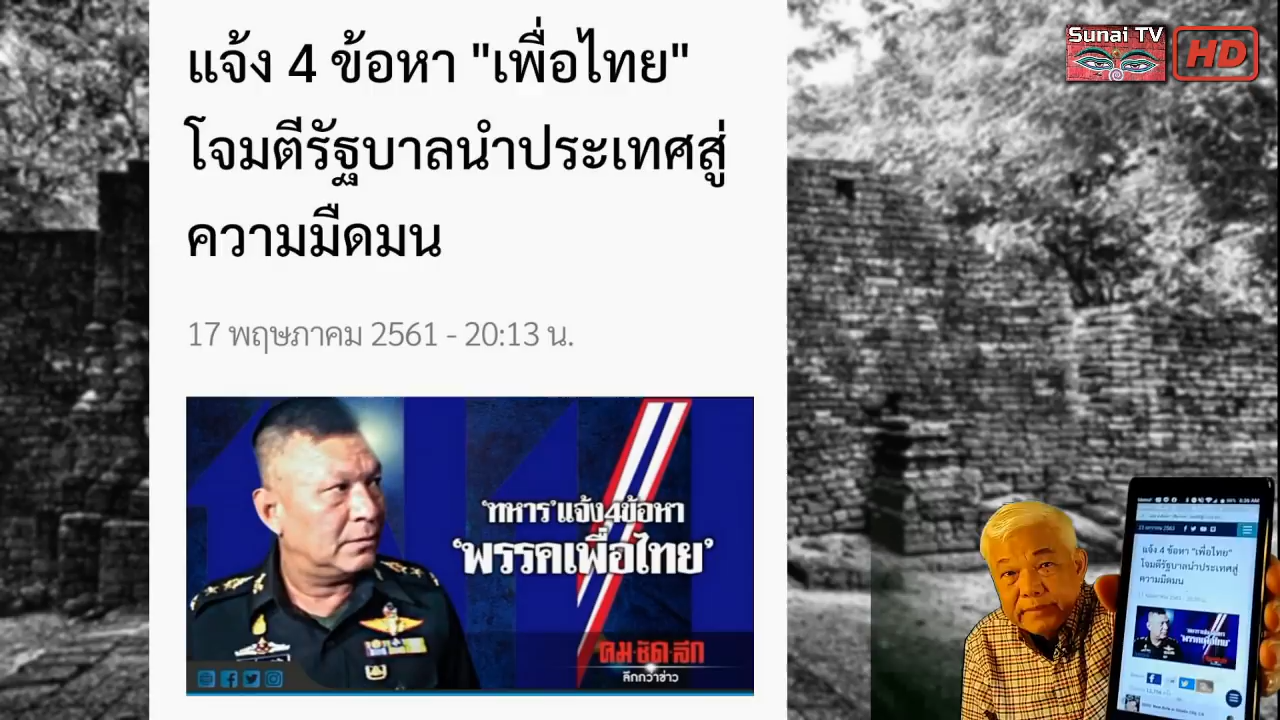 แจ้ง 4 ข้อหา "เพื่อไทย"
โจมตีรัฐบาลนำประเทศสู่
ความมืดมน
17 พฤษภาคม 2561 - 20:13 น.
'ทหาร'แจ้ง4ข้อหา
'พรรคเพื่อไทย'
คม•ชัด•ลึก
ลึกกว่าข่าว
Sunai TV
HD
แจ้ง 4 ข้อหา "เพื่อไทย"
โจมตีรัฐบาลนำประเทศสู่
ความมืดมน